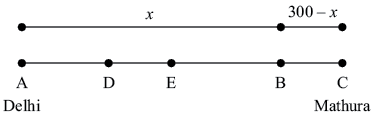 x 300 – x
A D E B C
Delhi Mathura